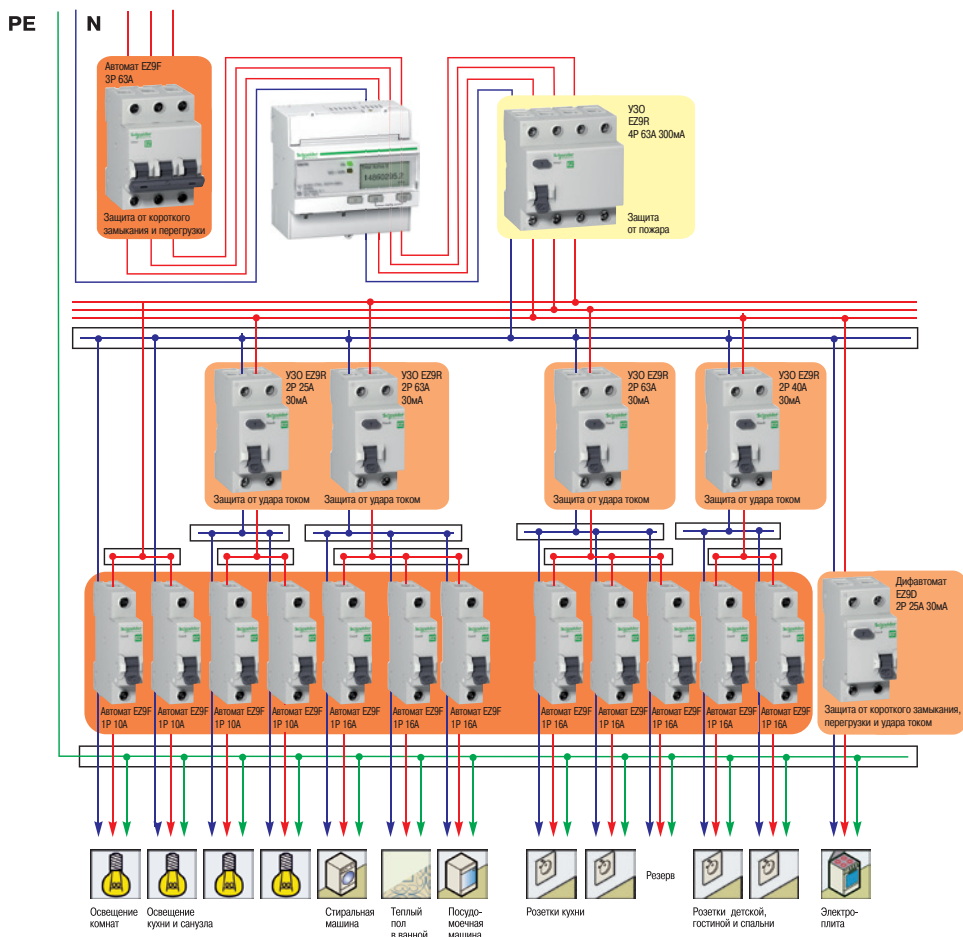 PE
N
Автомат EZ9F
3P 63A
Защита от короткого
замыкания и перегрузки
Schneider
УЗО
EZ9R
4P 63A 300мА
Schneider
Защита
от пожара
УЗО EZ9R
2P 25A
30мА
Schneider
Защита от удара током
УЗО EZ9R
2P 63A
30мА
Schneider
Защита от удара током
УЗО EZ9R
2P 63A
30мА
Schneider
Защита от удара током
УЗО EZ9R
2P 40A
30мА
Schneider
Защита от удара током
Автомат EZ9F
1P 10A
Автомат EZ9F
1P 10A
Автомат EZ9F
1P 10A
Автомат EZ9F
1P 10A
Автомат EZ9F
1P 16A
Автомат EZ9F
1P 16A
Автомат EZ9F
1P 16A
Автомат EZ9F
1P 16A
Автомат EZ9F
1P 16A
Автомат EZ9F
1P 16A
Автомат EZ9F
1P 16A
Автомат EZ9F
1P 16A
Дифавтомат
EZ9D
2P 25A 30мА
Защита от короткого замыкания,
перегрузки и удара током
Освещение
комнат
Освещение
кухни и санузла
Стиральная
машина
Теплый
пол
в ванной
Посудо-
моечная
машина
Розетки кухни
Резерв
Розетки детской,
гостиной и спальни
Электро-
плита